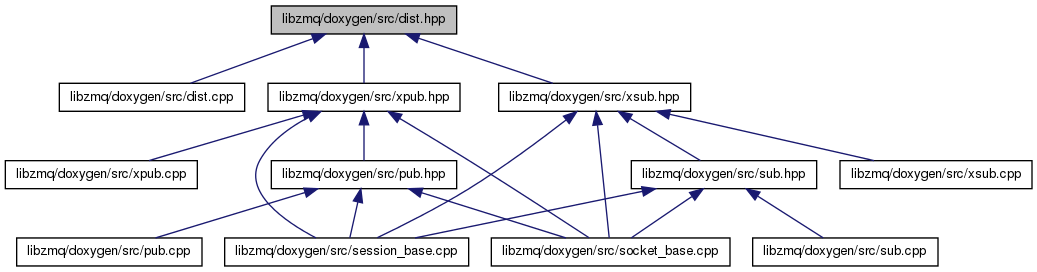 libzmq/doxygen/src/dist.hpp
libzmq/doxygen/src/dist.cpp
libzmq/doxygen/src/xpub.hpp
libzmq/doxygen/src/xsub.hpp
libzmq/doxygen/src/xpub.cpp
libzmq/doxygen/src/pub.hpp
libzmq/doxygen/src/sub.hpp
libzmq/doxygen/src/xsub.cpp
libzmq/doxygen/src/pub.cpp
libzmq/doxygen/src/session_base.cpp
libzmq/doxygen/src/socket_base.cpp
libzmq/doxygen/src/sub.cpp